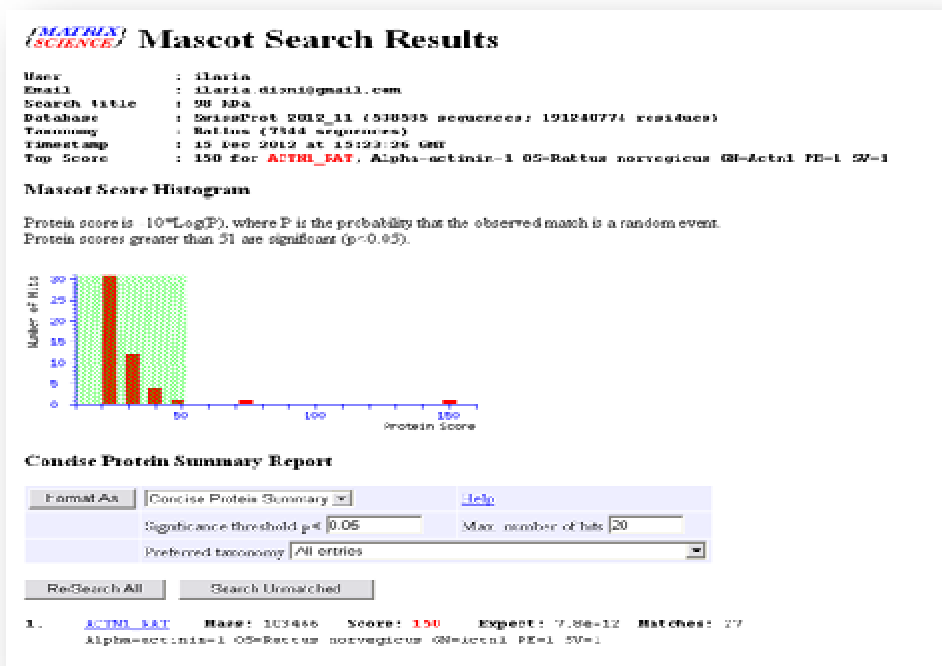 {MATRIX SCIENCE} Mascot Search Results
User : ilaria
Email : ilaria.disni@gmail.com
Search title : 98 kDa
Database : SwissProt 2012_11 (538585 sequences; 191240774 residues)
Taxonomy : Rattus (7844 sequences)
Timestamp : 15 Dec 2012 at 15:23:26 GMT
Top Score : 150 for ACTN1_RAT, Alpha-actinin-1 OS=Rattus norvegicus GN=Actn1 PE=1 SV=1
Mascot Score Histogram
Protein score is -10*Log(P), where P is the probability that the observed match is a random event.
Protein scores greater than 51 are significant (p<0.05).
Number of Hits
30
25
20
15
10
5
0
50 100 150
Protein Score
Concise Protein Summary Report
Format As Concise Protein Summary Help
Significance threshold p< 0.05 Max. number of hits 20
Preferred taxonomy All entries
Re-Search All Search Unmatched
1. ACTN1_RAT Mass: 103466 Score: 150 Expect: 7.8e-12 Matches: 27
Alpha-actinin-1 OS=Rattus norvegicus GN=Actn1 PE=1 SV=1